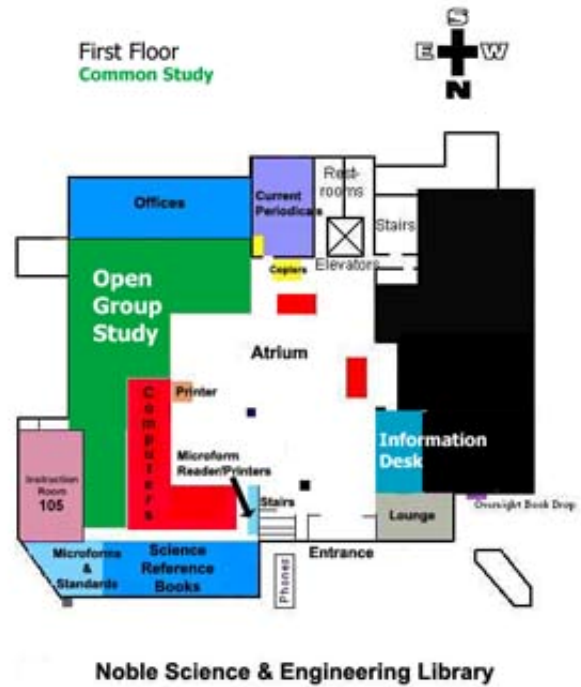 First Floor
Common Study
S
E W
N
Rest-
rooms
Offices
Current
Periodicals
Stairs
Elevators
Copiers
Open
Group
Study
Atrium
Computers
Printer
Information
Desk
Microform
Reader/Printers
Instruction
Room
105
Stairs
Overnight Book Drop
Lounge
Microforms
&
Standards
Science
Reference
Books
Entrance
Phones
Noble Science & Engineering Library